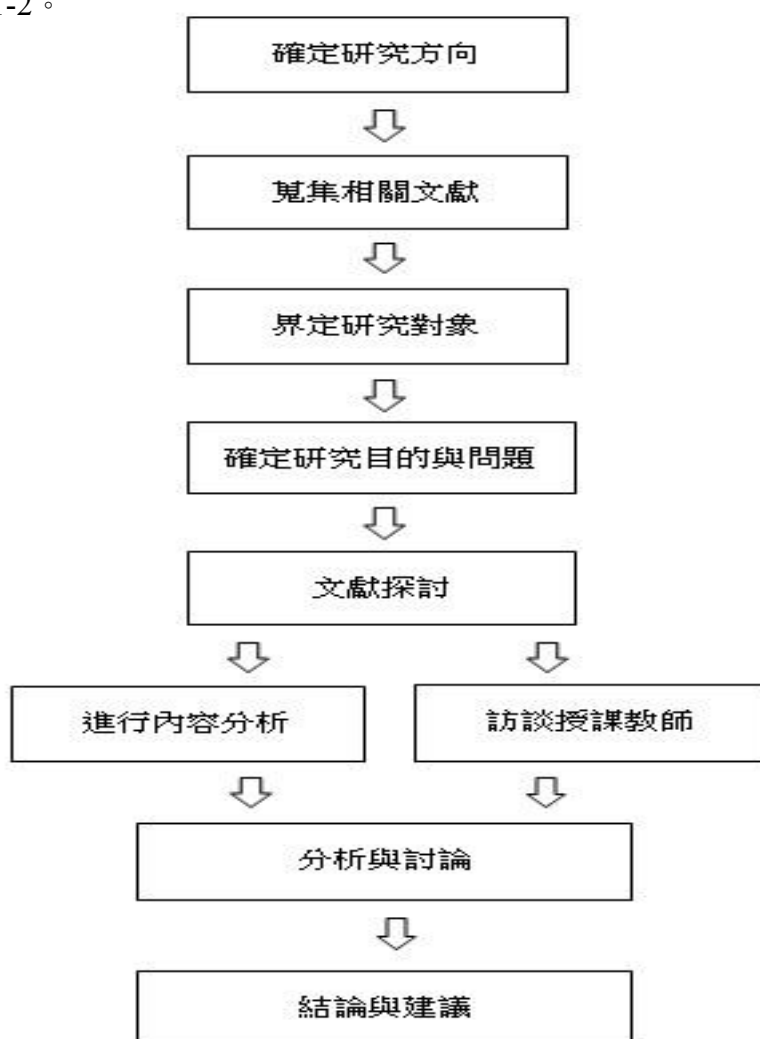 1-2。
確定研究方向
蒐集相關文獻
界定研究對象
確定研究目的與問題
文獻探討
進行內容分析
訪談授課教師
分析與討論
結論與建議